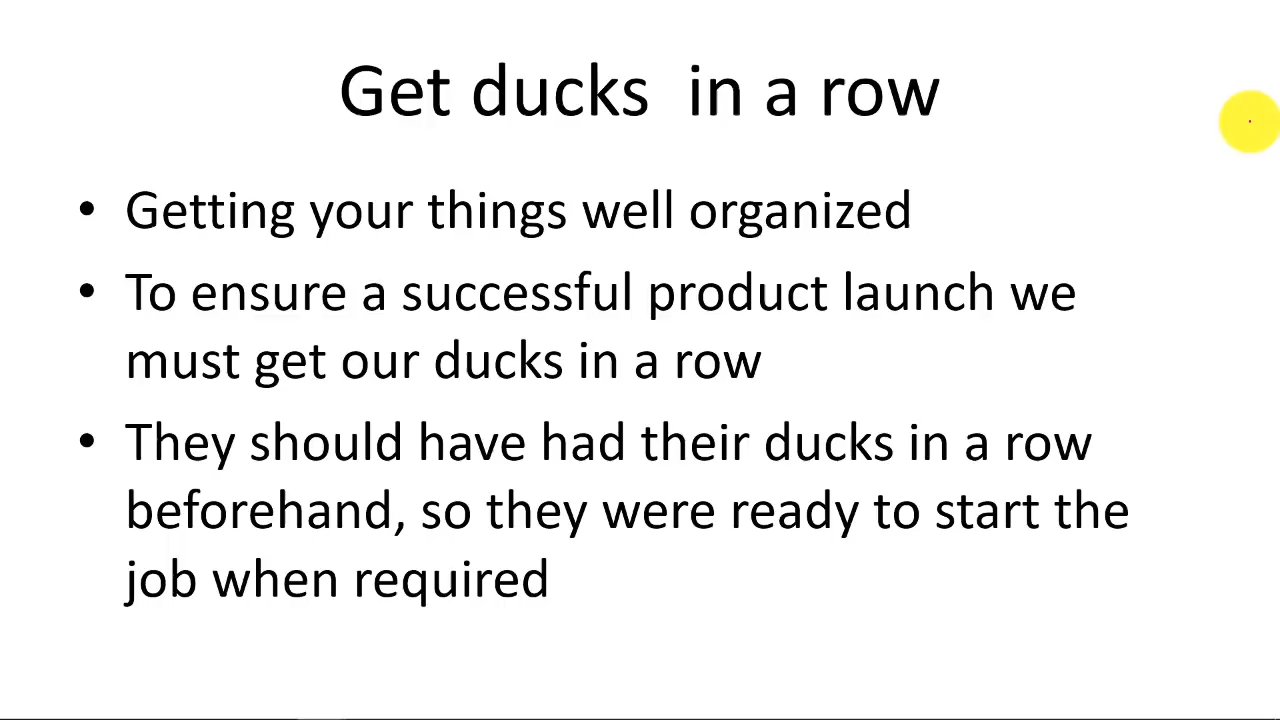 Get ducks  in a row
• Getting your things well organized
• To ensure a successful product launch we
must get our ducks in a row
• They should have had their ducks in a row
beforehand, so they were ready to start the
job when required